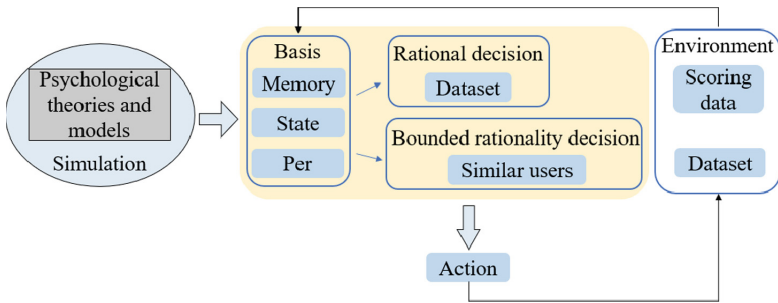 Psychological
theories and
models
Simulation
Basis
Memory
State
Per
Rational decision
Dataset
Bounded rationality decision
Similar users
Action
Environment
Scoring
data
Dataset